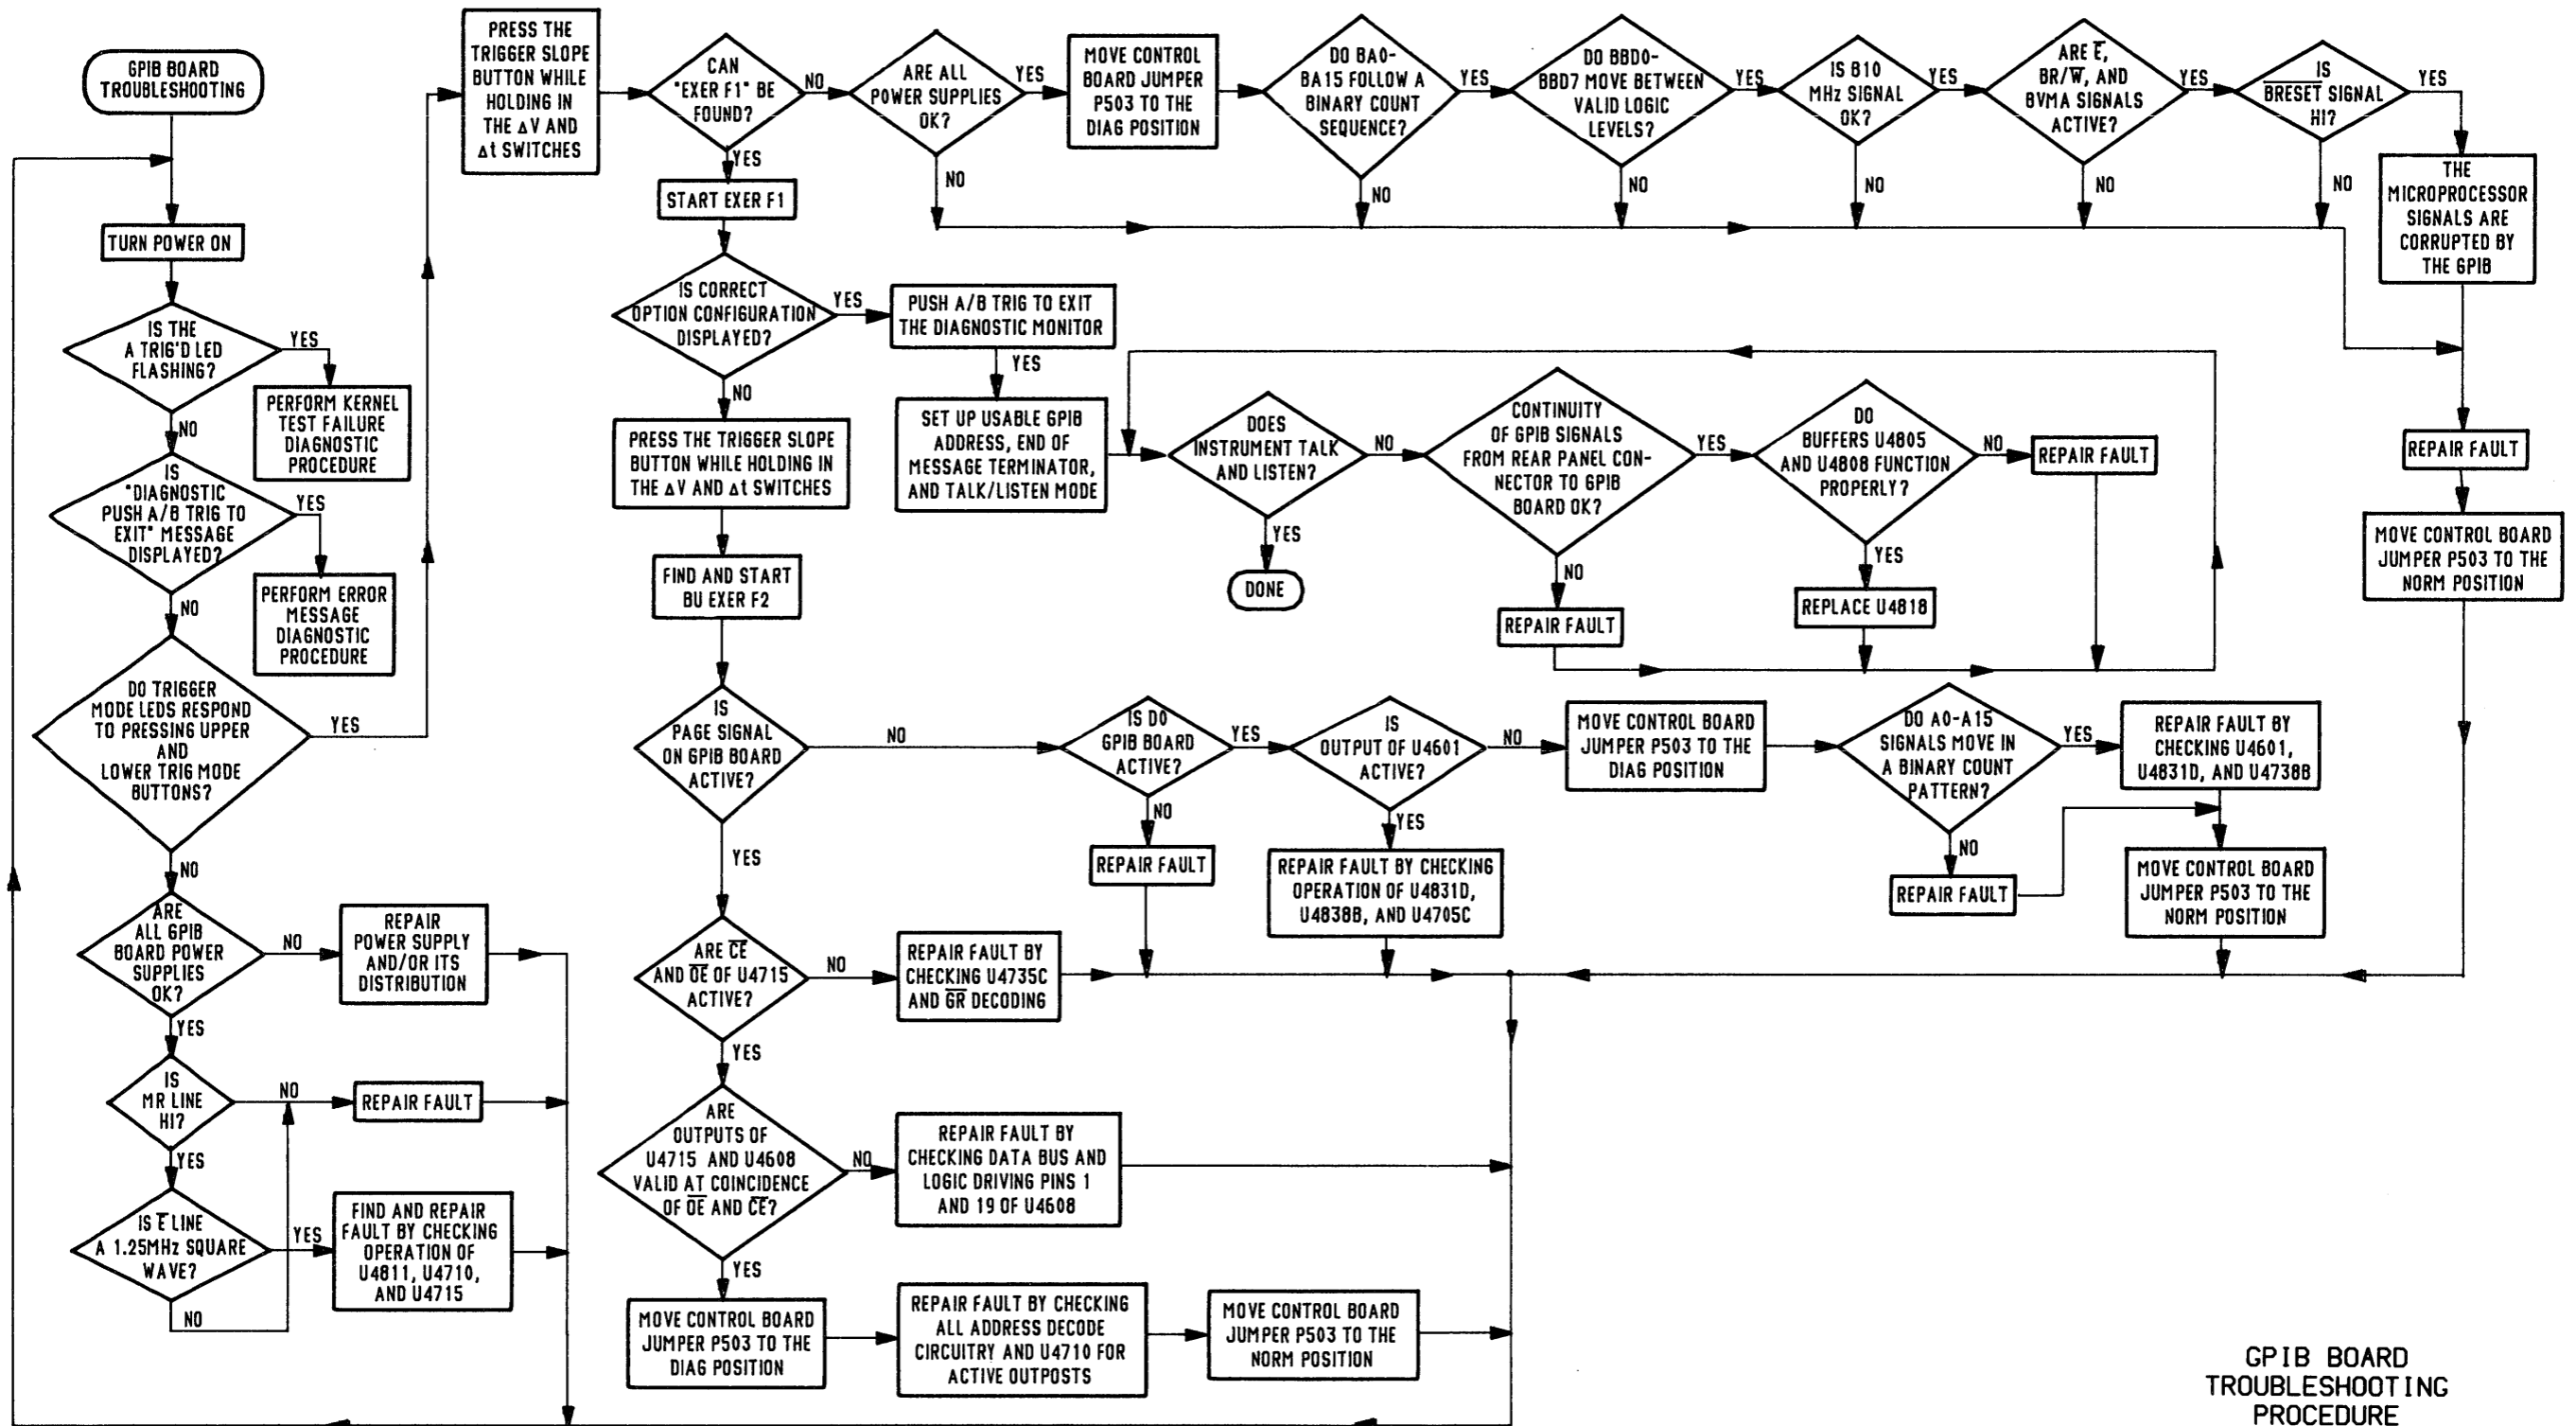 GPIB BOARD
TROUBLESHOOTING
TURN POWER ON
IS THE
A TRIG'D LED
FLASHING?
YES
PERFORM KERNEL
TEST FAILURE
DIAGNOSTIC
PROCEDURE
NO
IS
"DIAGNOSTIC
PUSH A/B TRIG TO
EXIT" MESSAGE
DISPLAYED?
YES
PERFORM ERROR
MESSAGE
DIAGNOSTIC
PROCEDURE
NO
DO TRIGGER
MODE LEDS RESPOND
TO PRESSING UPPER
AND
LOWER TRIG MODE
BUTTONS?
YES
NO
ARE
ALL GPIB
BOARD POWER
SUPPLIES
OK?
NO
REPAIR
POWER SUPPLY
AND/OR ITS
DISTRIBUTION
YES
IS
MR LINE
HI?
NO
REPAIR FAULT
YES
IS E̅ LINE
A 1.25MHz SQUARE
WAVE?
YES
FIND AND REPAIR
FAULT BY CHECKING
OPERATION OF
U4811, U4710,
AND U4715
NO
PRESS THE
TRIGGER SLOPE
BUTTON WHILE
HOLDING IN
THE ΔV AND
Δt SWITCHES
CAN
"EXER F1" BE
FOUND?
NO
ARE ALL
POWER SUPPLIES
OK?
YES
NO
MOVE CONTROL
BOARD JUMPER
P503 TO THE
DIAG POSITION
DO BA0-
BA15 FOLLOW A
BINARY COUNT
SEQUENCE?
YES
NO
DO BBD0-
BBD7 MOVE BETWEEN
VALID LOGIC
LEVELS?
YES
NO
IS B10
MHz SIGNAL
OK?
YES
NO
ARE E̅,
BR/W̅, AND
BVMA SIGNALS
ACTIVE?
YES
NO
IS
B̅R̅E̅S̅E̅T̅ SIGNAL
HI?
YES
NO
THE
MICROPROCESSOR
SIGNALS ARE
CORRUPTED BY
THE GPIB
REPAIR FAULT
MOVE CONTROL BOARD
JUMPER P503 TO THE
NORM POSITION
YES
START EXER F1
IS CORRECT
OPTION CONFIGURATION
DISPLAYED?
YES
PUSH A/B TRIG TO EXIT
THE DIAGNOSTIC MONITOR
YES
SET UP USABLE GPIB
ADDRESS, END OF
MESSAGE TERMINATOR,
AND TALK/LISTEN MODE
DOES
INSTRUMENT TALK
AND LISTEN?
NO
YES
DONE
CONTINUITY
OF GPIB SIGNALS
FROM REAR PANEL CON-
NECTOR TO GPIB
BOARD OK?
YES
NO
REPAIR FAULT
DO
BUFFERS U4805
AND U4808 FUNCTION
PROPERLY?
NO
REPAIR FAULT
YES
REPLACE U4818
NO
PRESS THE TRIGGER SLOPE
BUTTON WHILE HOLDING IN
THE ΔV AND Δt SWITCHES
FIND AND START
BU EXER F2
IS
PAGE SIGNAL
ON GPIB BOARD
ACTIVE?
NO
IS D0
GPIB BOARD
ACTIVE?
YES
NO
REPAIR FAULT
IS
OUTPUT OF U4601
ACTIVE?
NO
YES
REPAIR FAULT BY CHECKING
OPERATION OF U4831D,
U4838B, AND U4705C
MOVE CONTROL BOARD
JUMPER P503 TO THE
DIAG POSITION
DO A0-A15
SIGNALS MOVE IN
A BINARY COUNT
PATTERN?
YES
REPAIR FAULT BY
CHECKING U4601,
U4831D, AND U4738B
NO
REPAIR FAULT
MOVE CONTROL BOARD
JUMPER P503 TO THE
NORM POSITION
YES
ARE C̅E̅
AND O̅E̅ OF U4715
ACTIVE?
NO
REPAIR FAULT BY
CHECKING U4735C
AND G̅R̅ DECODING
YES
ARE
OUTPUTS OF
U4715 AND U4608
VALID AT COINCIDENCE
OF O̅E̅ AND C̅E̅?
NO
REPAIR FAULT BY
CHECKING DATA BUS AND
LOGIC DRIVING PINS 1
AND 19 OF U4608
YES
MOVE CONTROL BOARD
JUMPER P503 TO THE
DIAG POSITION
REPAIR FAULT BY CHECKING
ALL ADDRESS DECODE
CIRCUITRY AND U4710 FOR
ACTIVE OUTPOSTS
MOVE CONTROL BOARD
JUMPER P503 TO THE
NORM POSITION
GPIB BOARD
TROUBLESHOOTING
PROCEDURE